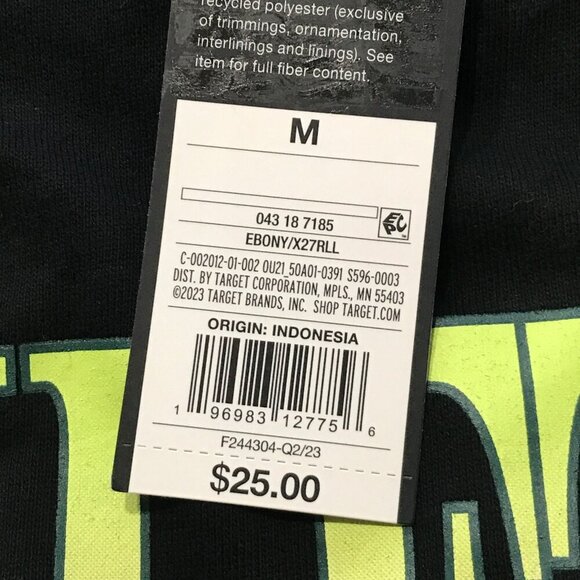 recycled polyester (exclusive
of trimmings, ornamentation,
interlinings and linings). See
item for full fiber content.
M
043 18 7185
EPC
EBONY/X27RLL
C-002012-01-002 OU21_50A01-0391 S596-0003
DIST. BY TARGET CORPORATION, MPLS., MN 55403
©2023 TARGET BRANDS, INC. SHOP TARGET.COM
ORIGIN: INDONESIA
1 96983 12775 6
F244304-Q2/23
$25.00